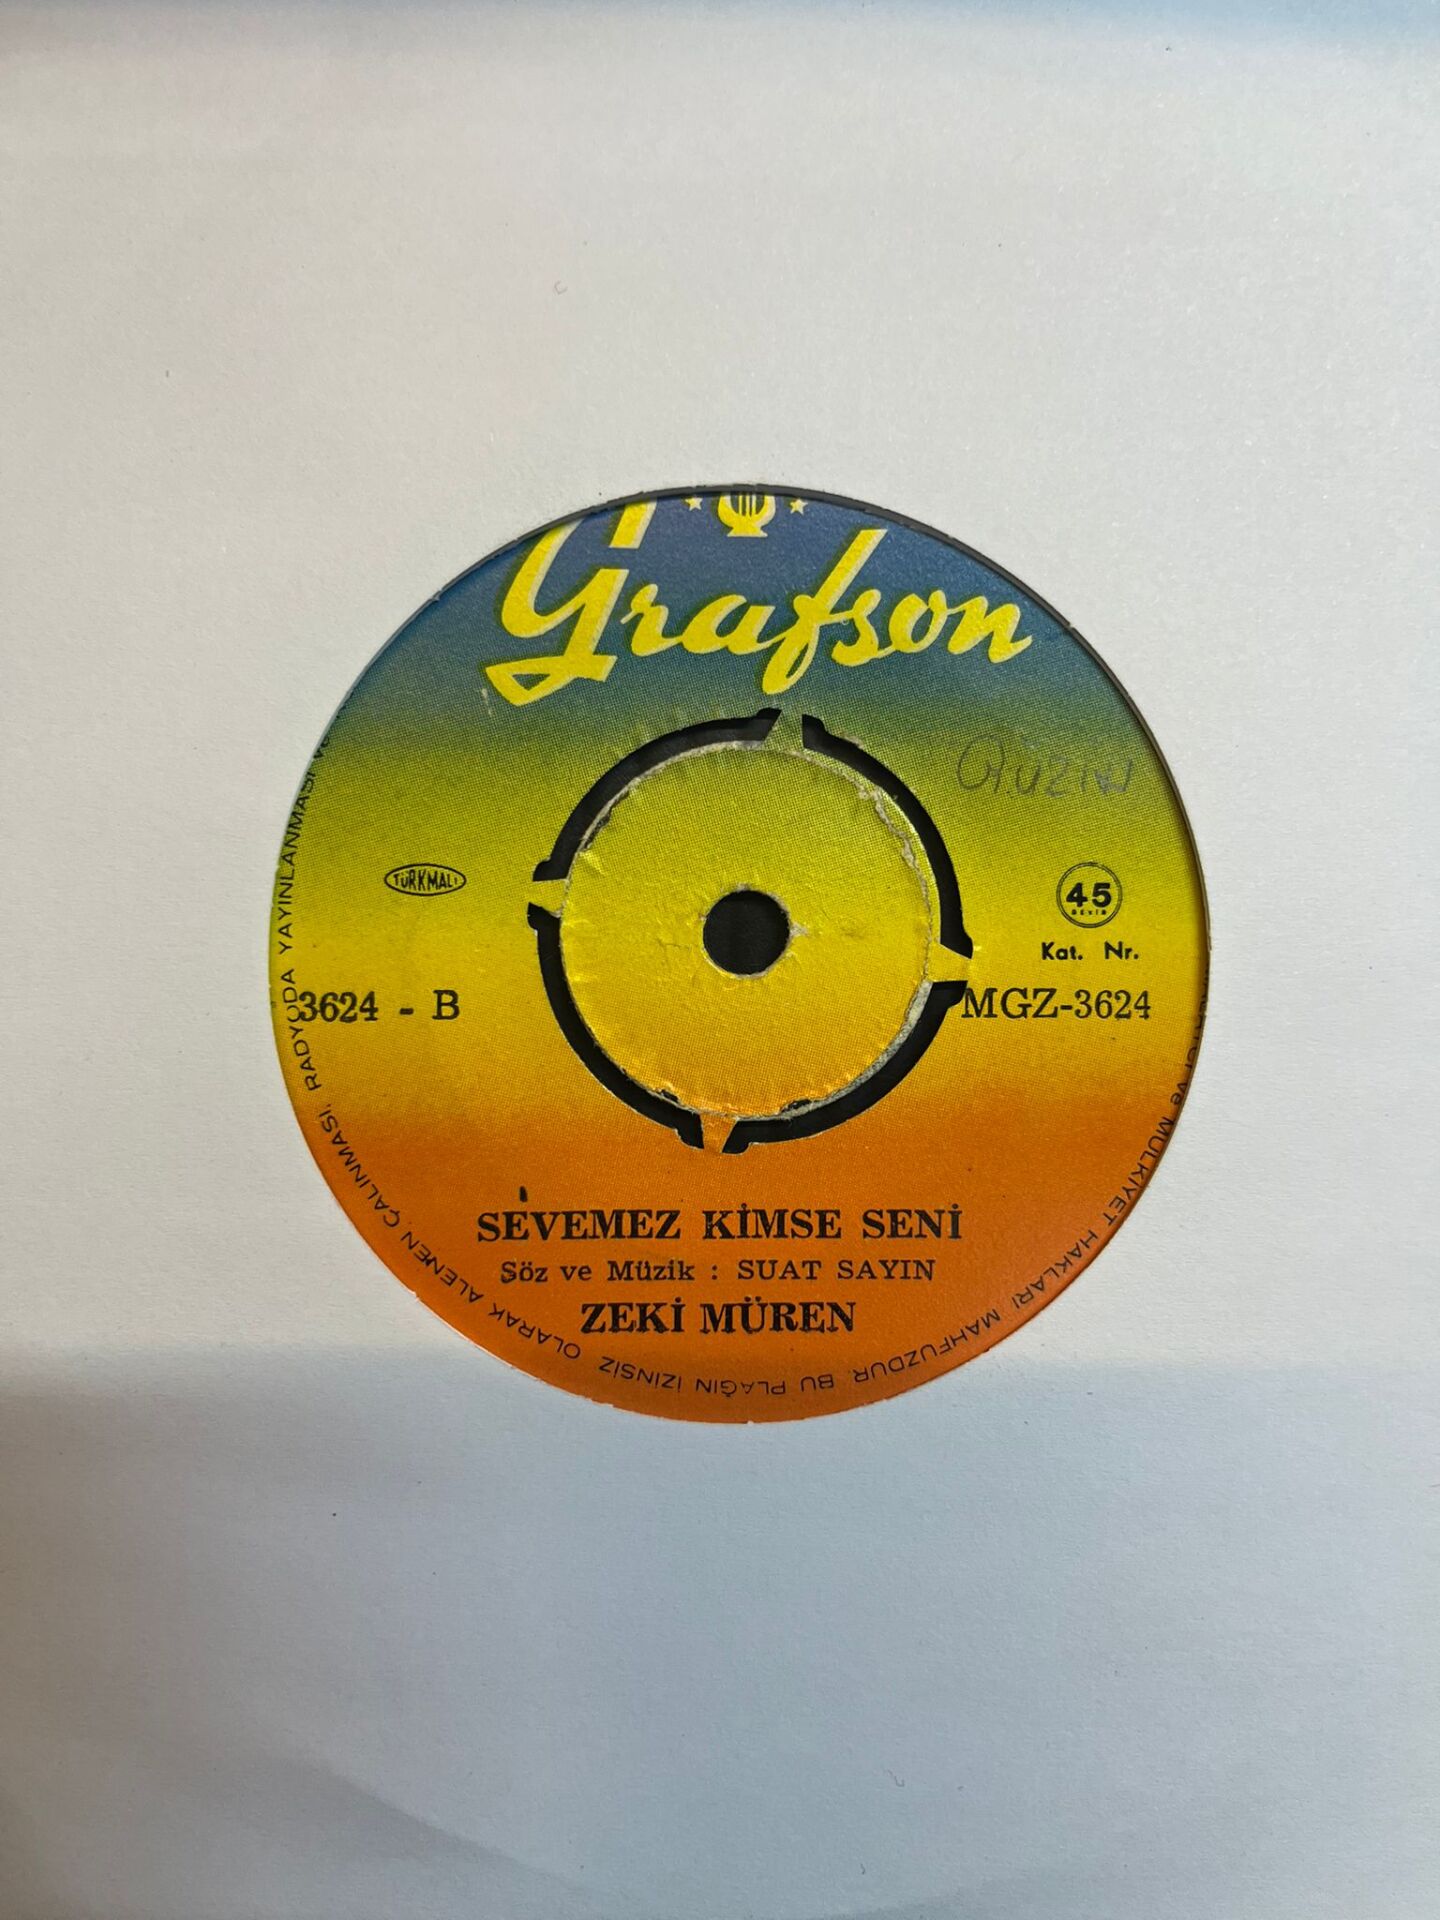 Grafson
TÜRKMALI
45
DEVİR
Kat. Nr.
3624 - B
MGZ-3624
SEVEMEZ KİMSE SENİ
Söz ve Müzik : SUAT SAYIN
ZEKİ MÜREN
ve MÜLKİYET HAKLARI MAHFUZDUR. BU PLAĞIN İZİNSİZ OLARAK ALENEN, ÇALINMASI, RADYODA YAYINLANMASI